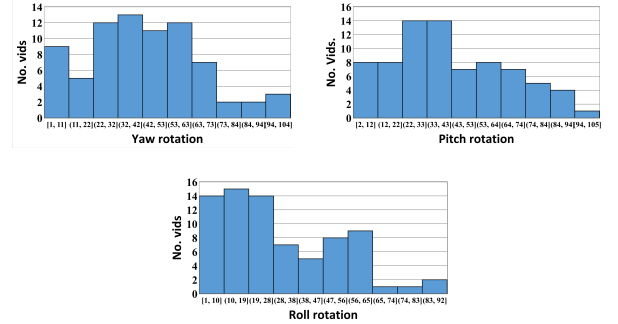 14
12
10
8
6
4
2
0
No. vids
[1, 11] (11, 22] (22, 32] (32, 42] (42, 53] (53, 63] (63, 73] (73, 84] (84, 94] (94, 104]
Yaw rotation
16
14
12
10
8
6
4
2
0
No. Vids.
[2, 12] (12, 22] (22, 33] (33, 43] (43, 53] (53, 64] (64, 74] (74, 84] (84, 94] (94, 105]
Pitch rotation
16
14
12
10
8
6
4
2
0
No. vids
[1, 10] (10, 19] (19, 28] (28, 38] (38, 47] (47, 56] (56, 65] (65, 74] (74, 83] (83, 92]
Roll rotation